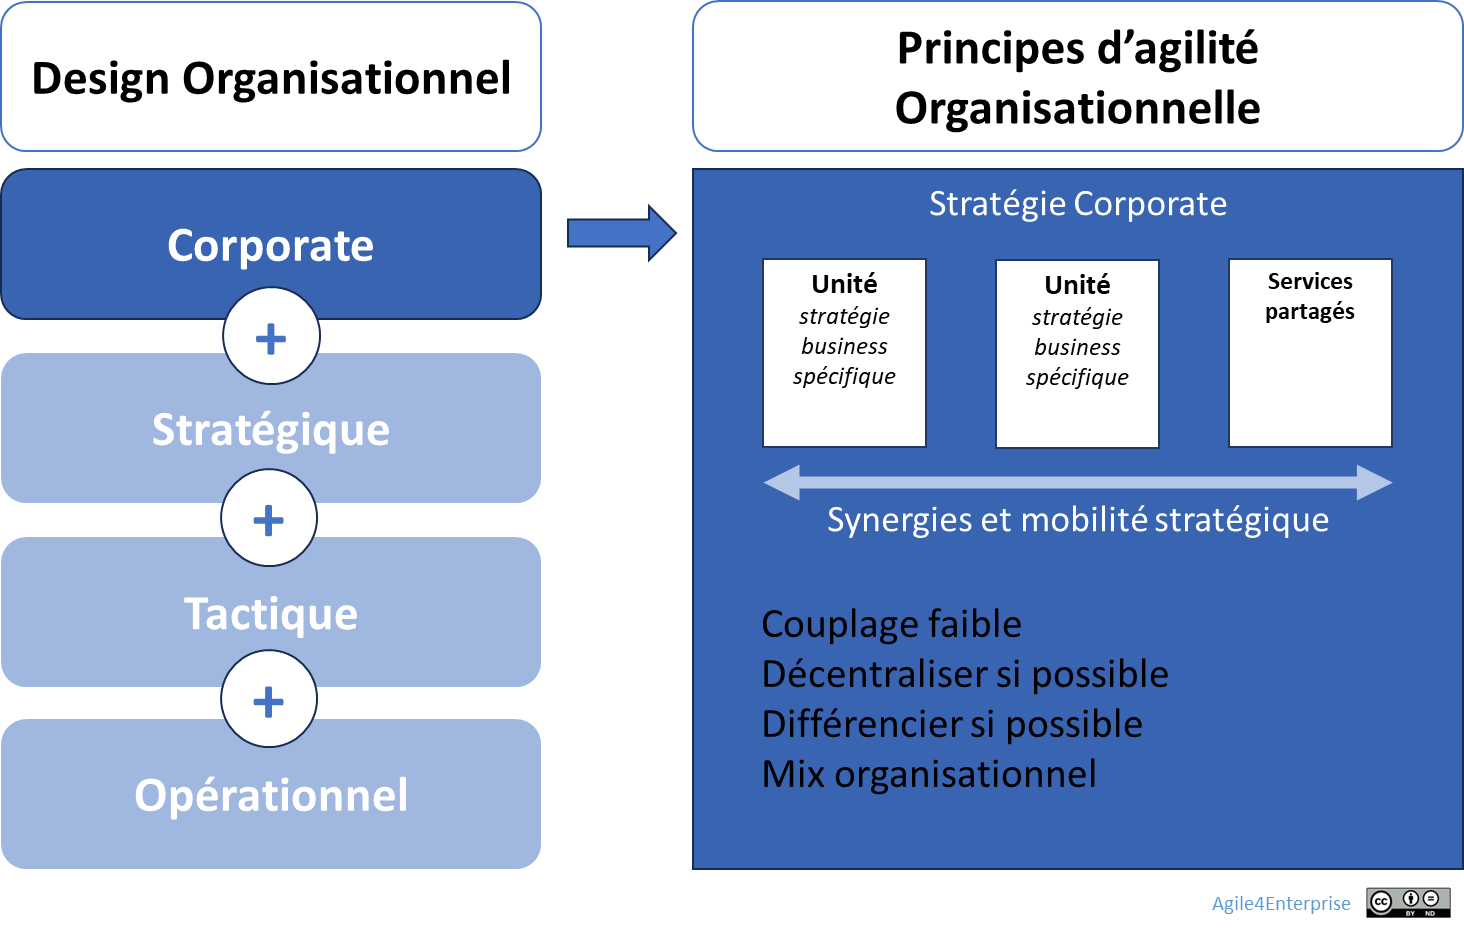 Design Organisationnel
Corporate
+
Stratégique
+
Tactique
+
Opérationnel
Principes d’agilité
Organisationnelle
Stratégie Corporate
Unité
stratégie
business
spécifique
Unité
stratégie
business
spécifique
Services
partagés
Synergies et mobilité stratégique
Couplage faible
Décentraliser si possible
Différencier si possible
Mix organisationnel
Agile4Enterprise
cc
BY ND